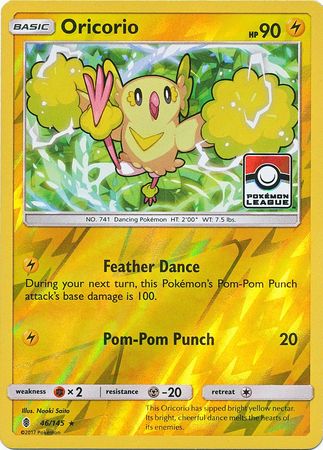 BASIC Oricorio HP 90
POKÉMON
LEAGUE
NO. 741 Dancing Pokémon HT: 2'00" WT: 7.5 lbs.
Feather Dance
During your next turn, this Pokémon's Pom-Pom Punch
attack's base damage is 100.
Pom-Pom Punch 20
weakness × 2 resistance -20 retreat
Illus. Naoki Saito
46/145 ★
©2017 Pokémon
This Oricorio has sipped bright yellow nectar.
Its bright, cheerful dance melts the hearts of
its enemies.